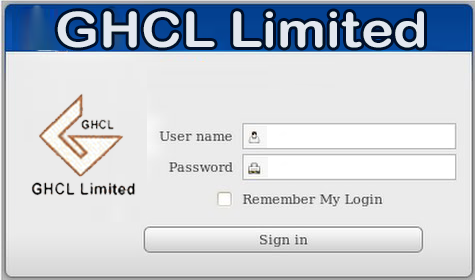 GHCL Limited
GHCL
GHCL Limited
User name
Password
Remember My Login
Sign in